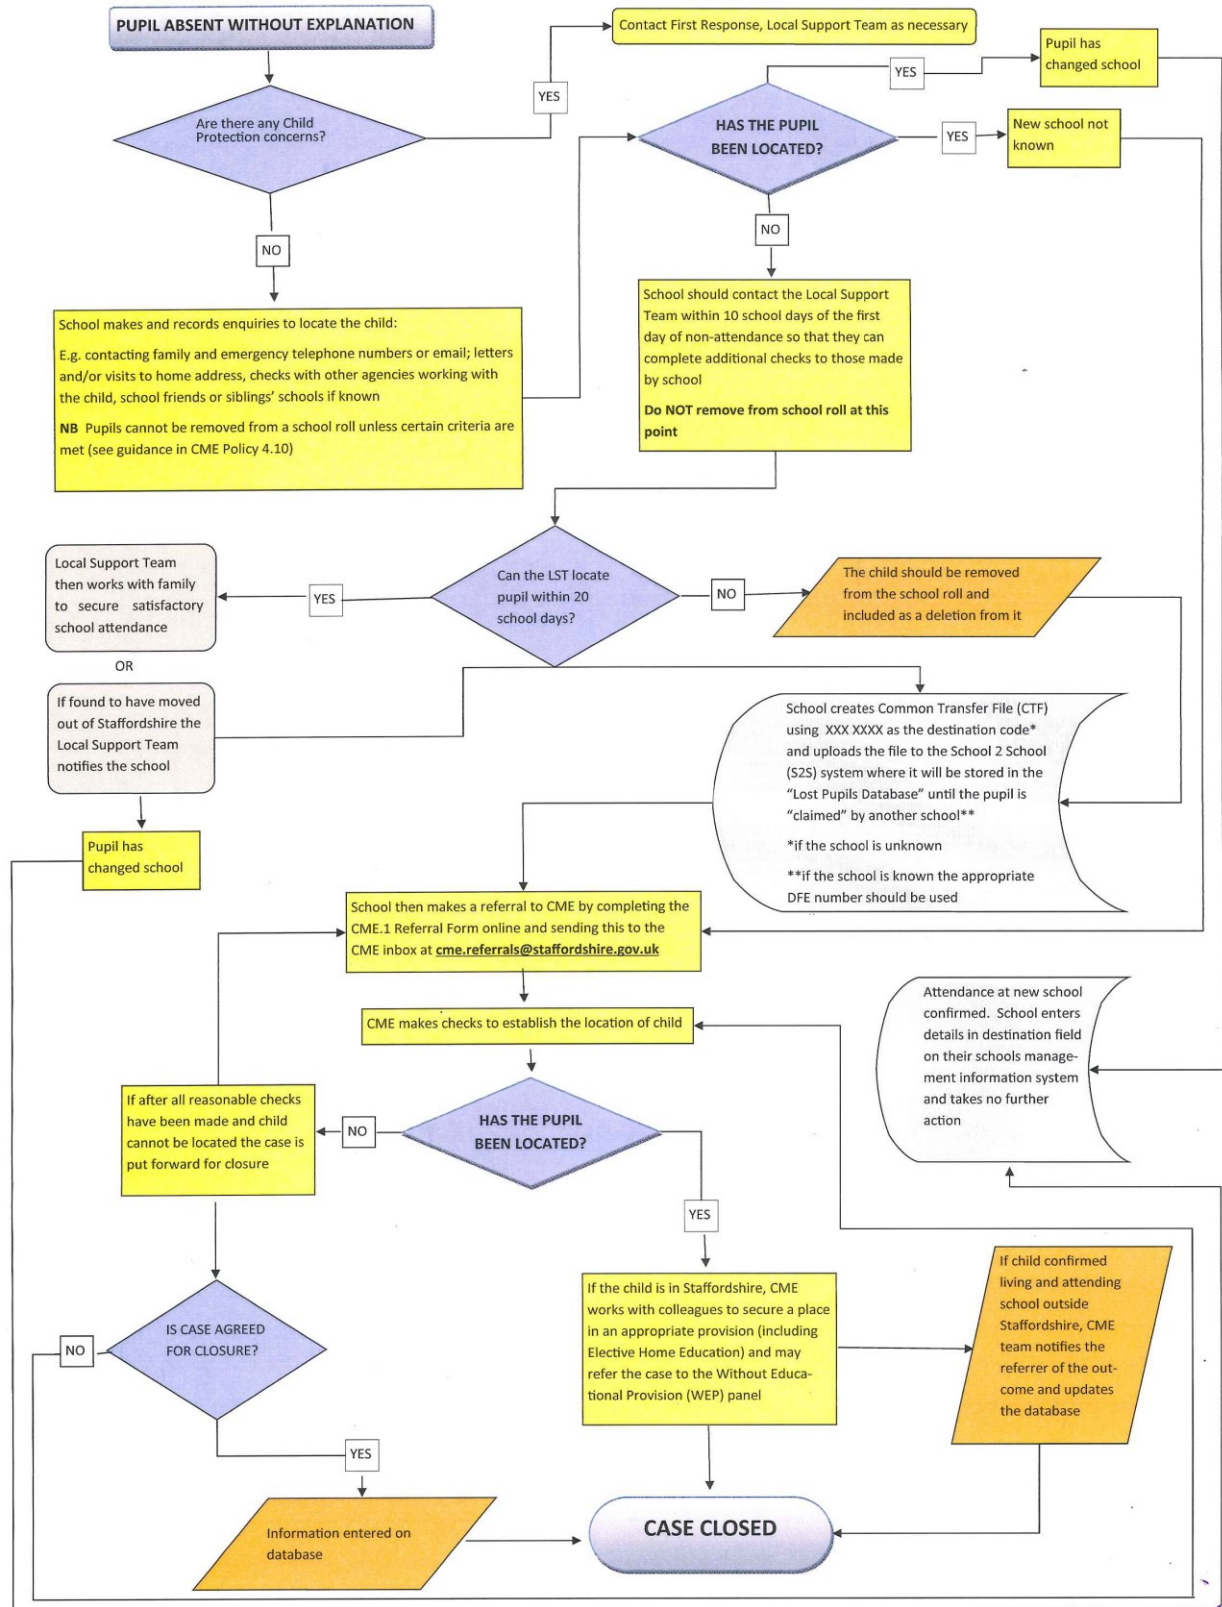 PUPIL ABSENT WITHOUT EXPLANATION
Contact First Response, Local Support Team as necessary
YES
Are there any Child
Protection concerns?
HAS THE PUPIL
BEEN LOCATED?
YES
Pupil has
changed school
YES
New school not
known
NO
NO
School makes and records enquiries to locate the child:
E.g. contacting family and emergency telephone numbers or email; letters
and/or visits to home address, checks with other agencies working with
the child, school friends or siblings' schools if known
NB Pupils cannot be removed from a school roll unless certain criteria are
met (see guidance in CME Policy 4.10)
School should contact the Local Support
Team within 10 school days of the first
day of non-attendance so that they can
complete additional checks to those made
by school
Do NOT remove from school roll at this
point
Can the LST locate
pupil within 20
school days?
YES
Local Support Team
then works with family
to secure satisfactory
school attendance
OR
If found to have moved
out of Staffordshire the
Local Support Team
notifies the school
Pupil has
changed school
NO
The child should be removed
from the school roll and
included as a deletion from it
School creates Common Transfer File (CTF)
using XXX XXXX as the destination code*
and uploads the file to the School 2 School
(S2S) system where it will be stored in the
"Lost Pupils Database" until the pupil is
"claimed" by another school**
*if the school is unknown
**if the school is known the appropriate
DFE number should be used
School then makes a referral to CME by completing the
CME.1 Referral Form online and sending this to the
CME inbox at cme.referrals@staffordshire.gov.uk
CME makes checks to establish the location of child
Attendance at new school
confirmed. School enters
details in destination field
on their schools manage-
ment information system
and takes no further
action
HAS THE PUPIL
BEEN LOCATED?
NO
If after all reasonable checks
have been made and child
cannot be located the case is
put forward for closure
YES
If the child is in Staffordshire, CME
works with colleagues to secure a place
in an appropriate provision (including
Elective Home Education) and may
refer the case to the Without Educa-
tional Provision (WEP) panel
If child confirmed
living and attending
school outside
Staffordshire, CME
team notifies the
referrer of the out-
come and updates
the database
IS CASE AGREED
FOR CLOSURE?
NO
YES
Information entered on
database
CASE CLOSED